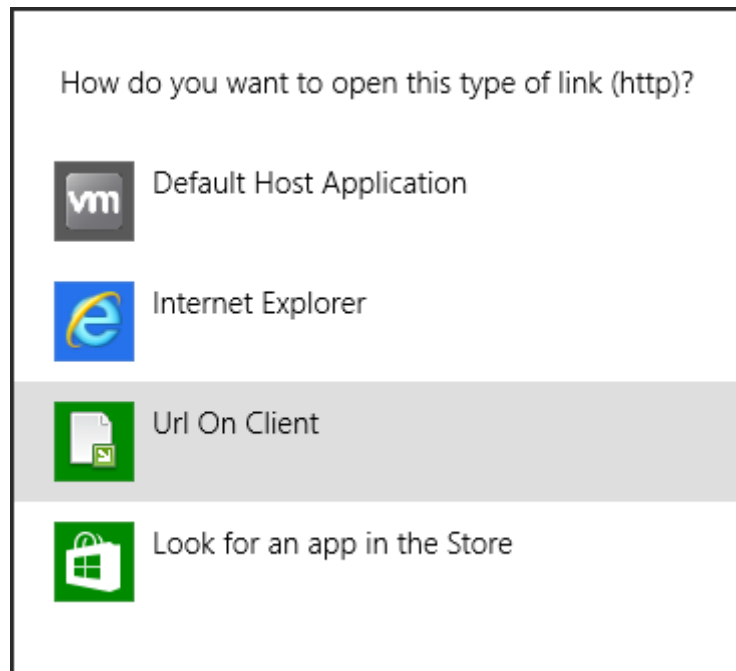 How do you want to open this type of link (http)?
vm
Default Host Application
Internet Explorer
Url On Client
Look for an app in the Store